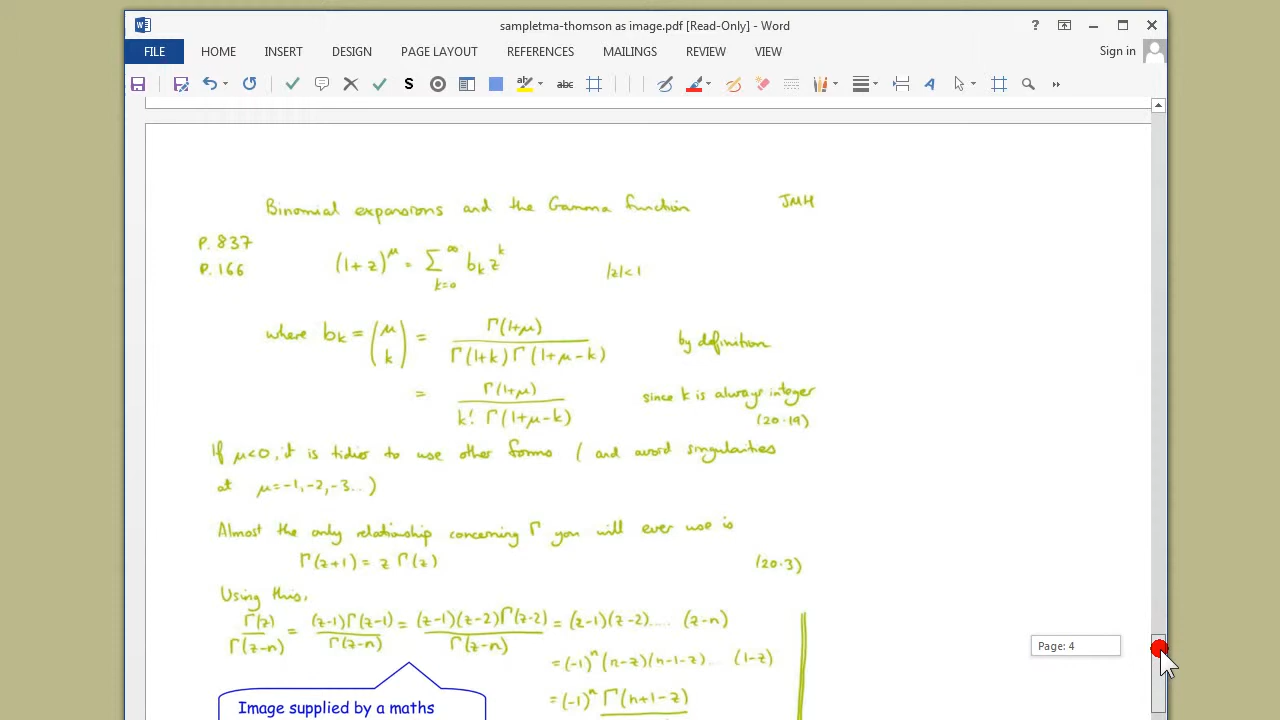 sampletma-thomson as image.pdf [Read-Only] - Word
FILE HOME INSERT DESIGN PAGE LAYOUT REFERENCES MAILINGS REVIEW VIEW Sign in
S abc A
Binomial expansions and the Gamma function JMH
P. 837
P. 166
(1+z)^μ = ∑_{k=0}^∞ b_k z^k |z|<1
where b_k = (μ k) = Γ(1+μ) / Γ(1+k) Γ(1+μ-k) by definition
= Γ(1+μ) / k! Γ(1+μ-k) since k is always integer
(20.19)
If μ<0, it is tidier to use other forms ( and avoid singularities
at μ=-1,-2,-3...)
Almost the only relationship concerning Γ you will ever use is
Γ(z+1) = z Γ(z) (20.3)
Using this,
Γ(z) / Γ(z-n) = (z-1)Γ(z-1) / Γ(z-n) = (z-1)(z-2)Γ(z-2) / Γ(z-n) = (z-1)(z-2)..... (z-n)
= (-1)^n (n-z)(n-1-z)... (1-z)
= (-1)^n Γ(n+1-z)
Page: 4
Image supplied by a maths